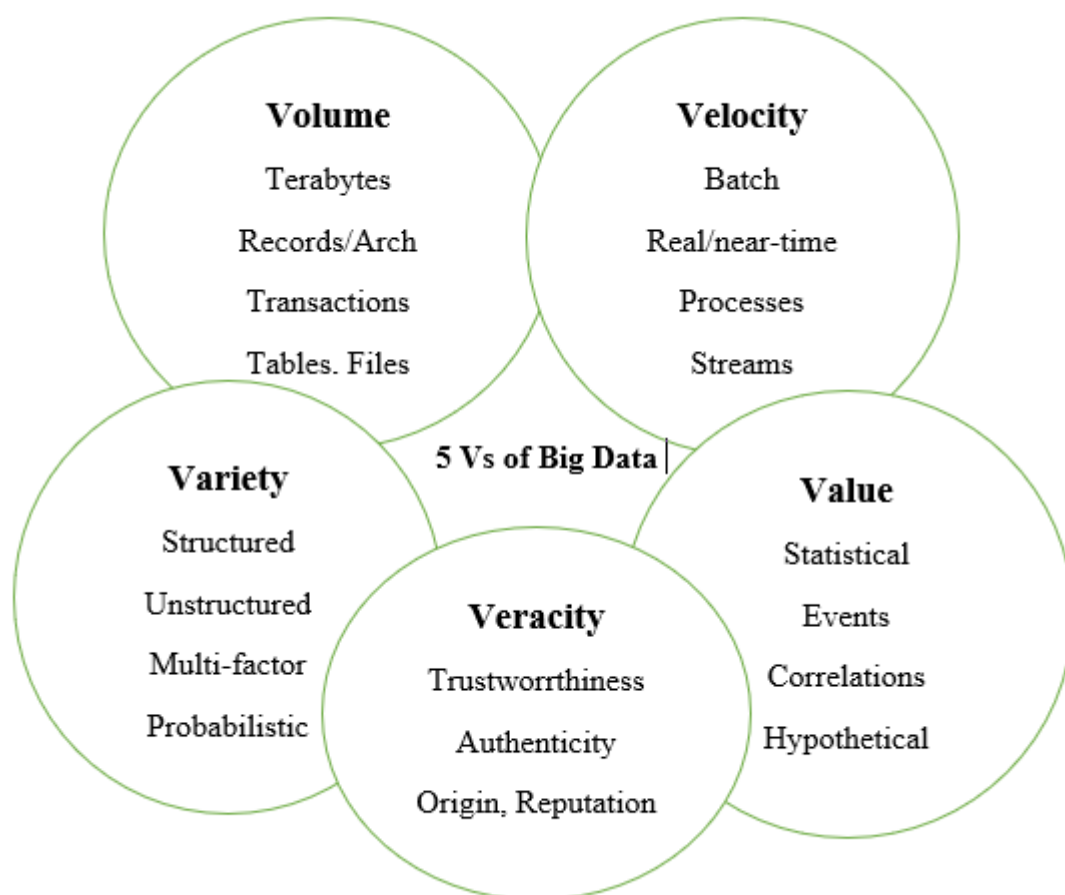 Volume
Terabytes
Records/Arch
Transactions
Tables. Files
Velocity
Batch
Real/near-time
Processes
Streams
5 Vs of Big Data
Variety
Structured
Unstructured
Multi-factor
Probabilistic
Veracity
Trustworrthiness
Authenticity
Origin, Reputation
Value
Statistical
Events
Correlations
Hypothetical